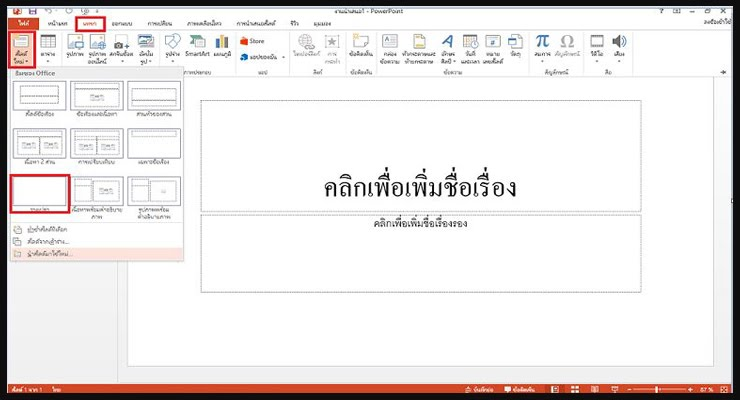 งานนำเสนอ1 - PowerPoint
ไฟล์ หน้าแรก แทรก ออกแบบ การเปลี่ยน ภาพเคลื่อนไหว การนำเสนอสไลด์ รีวิว มุมมอง
ลงชื่อเข้าใช้
สไลด์ใหม่
ตาราง
รูปภาพ
รูปภาพออนไลน์
สกรีนช็อต
อัลบั้มรูป
รูปร่าง
SmartArt
แผนภูมิ
Store
แอปของฉัน
ไฮเปอร์ลิงก์
การกระทำ
ข้อคิดเห็น
กล่องข้อความ
หัวกระดาษและท้ายกระดาษ
อักษรศิลป์
วันที่และเวลา
หมายเลขสไลด์
วัตถุ
สมการ
สัญลักษณ์
วิดีโอ
เสียง
ภาพประกอบ
แอป
ลิงก์
ข้อคิดเห็น
ข้อความ
สัญลักษณ์
สื่อ
ธีมของ Office
สไลด์ชื่อเรื่อง
ชื่อเรื่องและเนื้อหา
ส่วนหัวของส่วน
เนื้อหา 2 ส่วน
การเปรียบเทียบ
เฉพาะชื่อเรื่อง
ว่างเปล่า
เนื้อหาพร้อมคำอธิบายภาพ
รูปภาพพร้อมคำอธิบายภาพ
ทำซ้ำสไลด์ที่เลือก
สไลด์จากเค้าร่าง...
นำสไลด์มาใช้ใหม่...
คลิกเพื่อเพิ่มชื่อเรื่อง
คลิกเพื่อเพิ่มชื่อเรื่องรอง
สไลด์ 1 จาก 1
ไทย
บันทึกย่อ
ข้อคิดเห็น
67 %